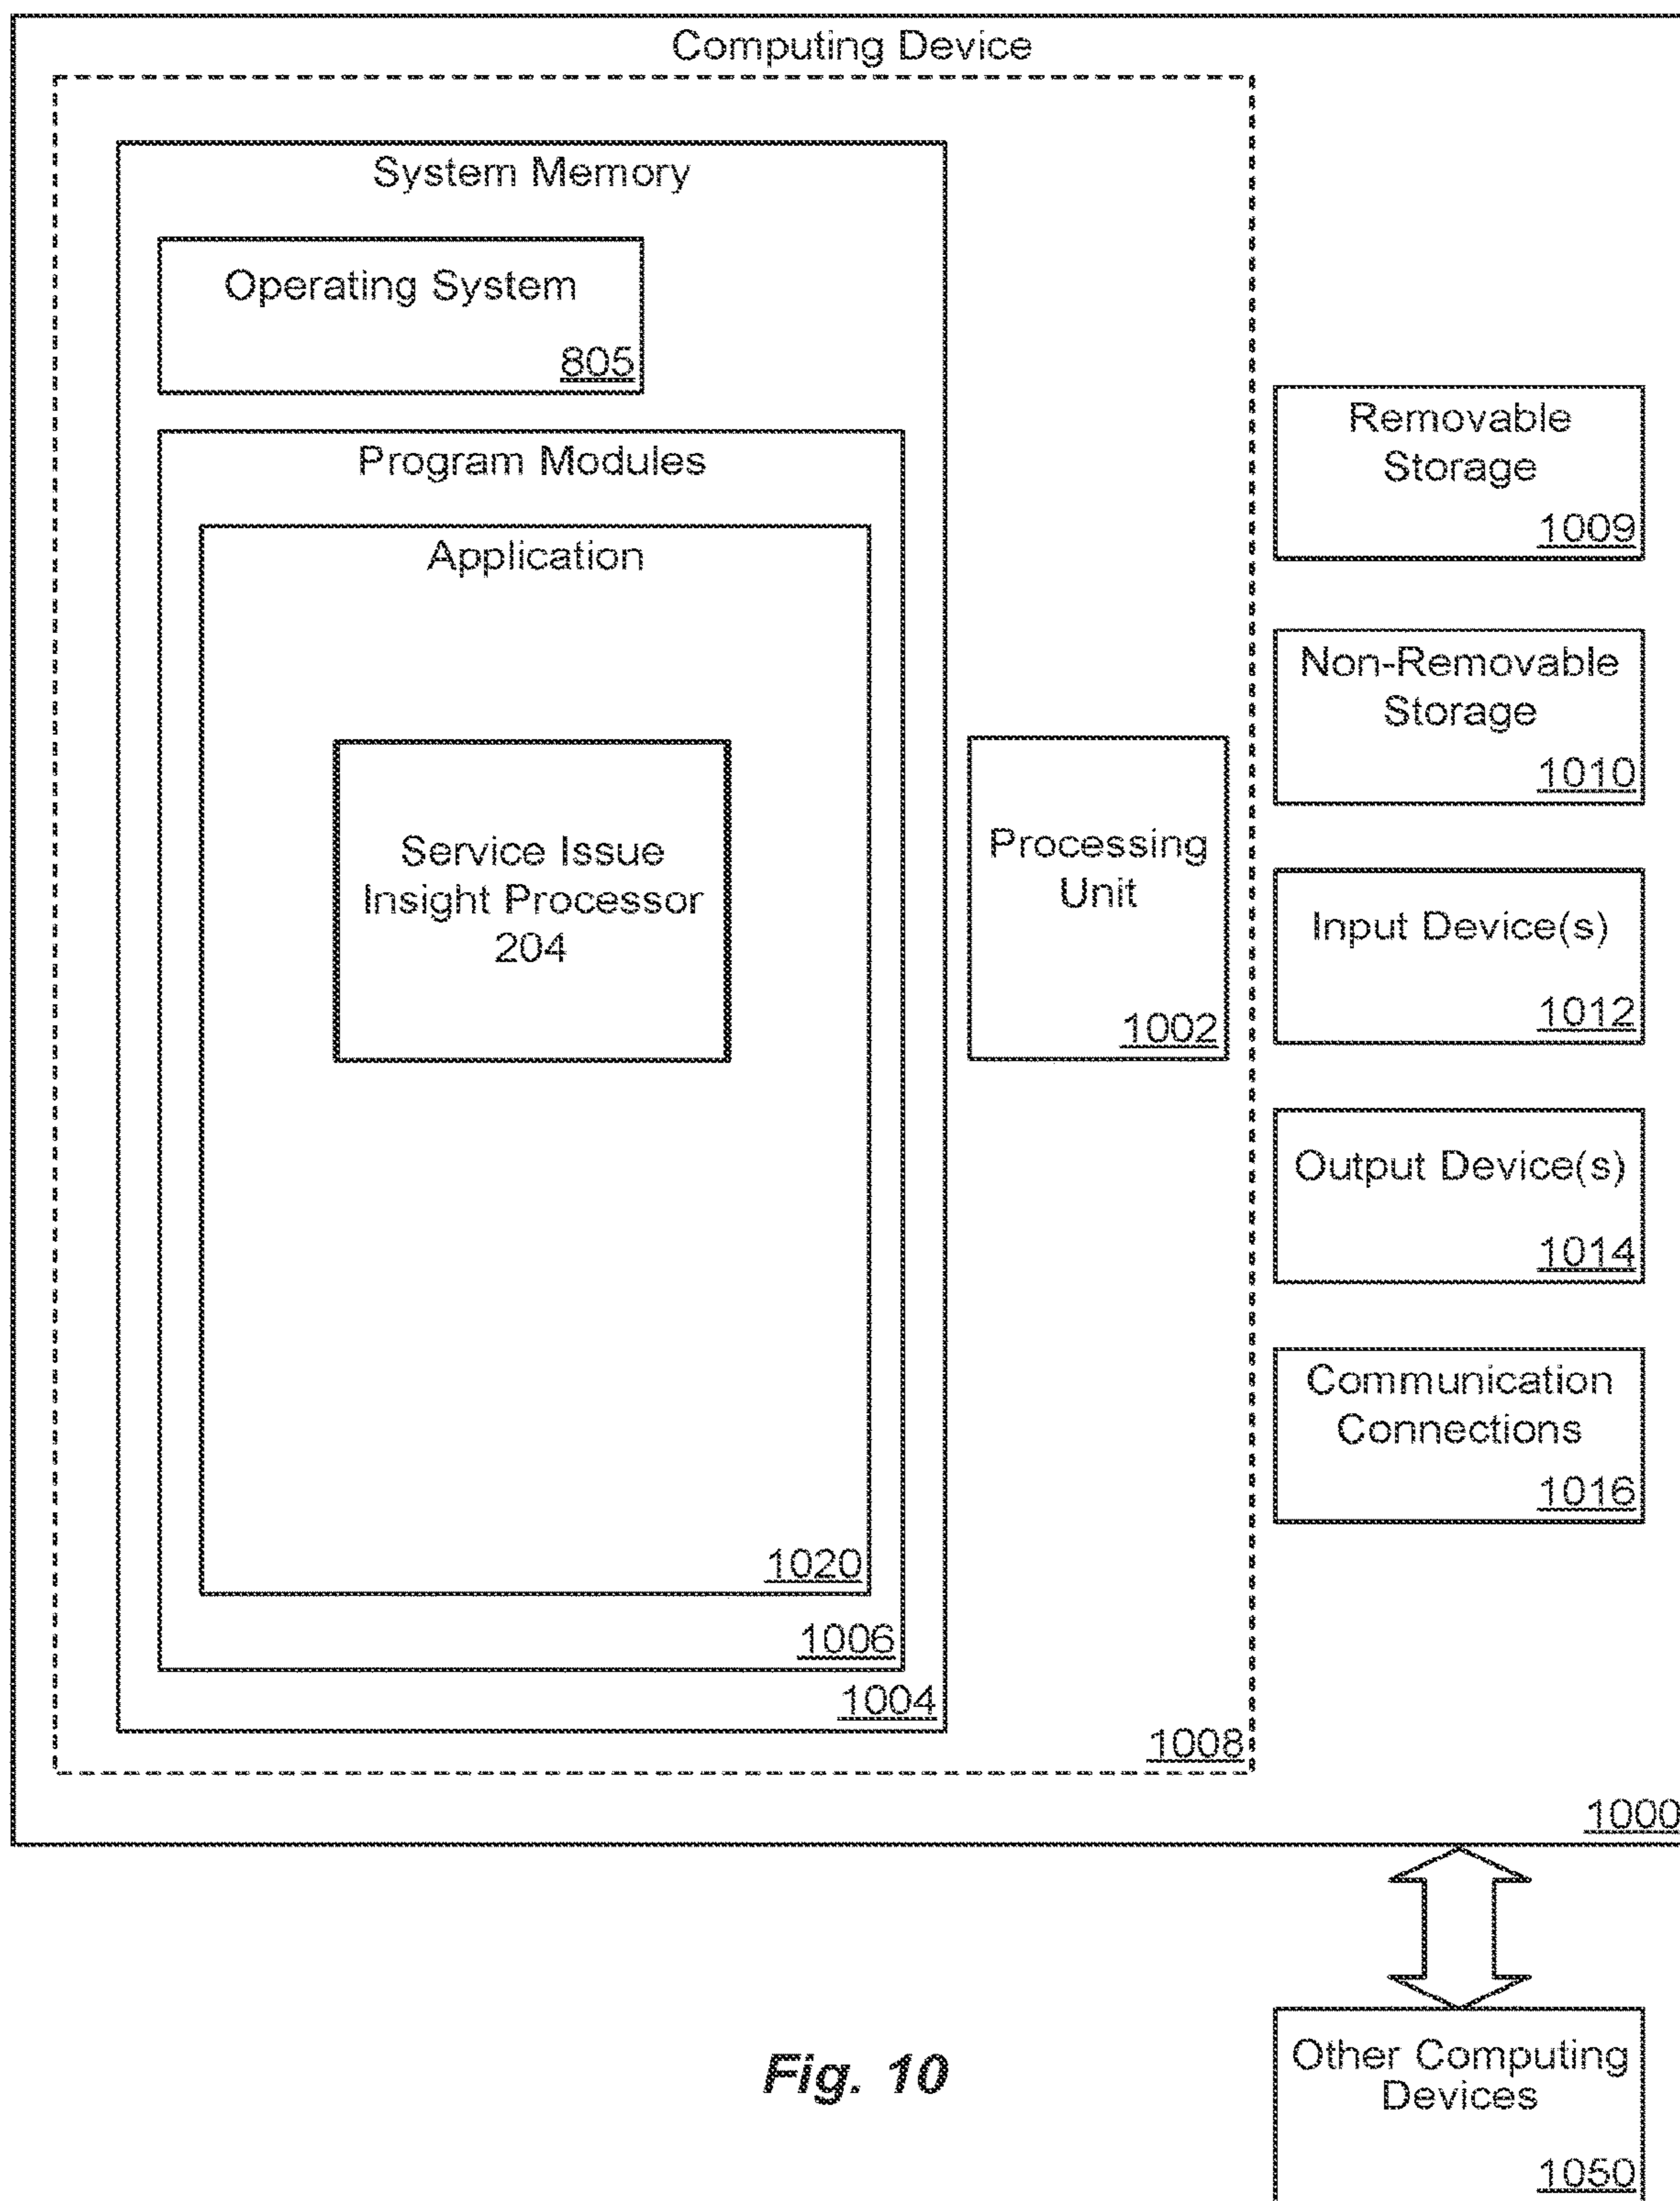 Computing Device
System Memory
Operating System
805
Program Modules
Application
Service Issue
Insight Processor
204
1020
1006
1004
Processing
Unit
1002
1008
Removable
Storage
1009
Non-Removable
Storage
1010
Input Device(s)
1012
Output Device(s)
1014
Communication
Connections
1016
1000
Other Computing
Devices
1050
Fig. 10